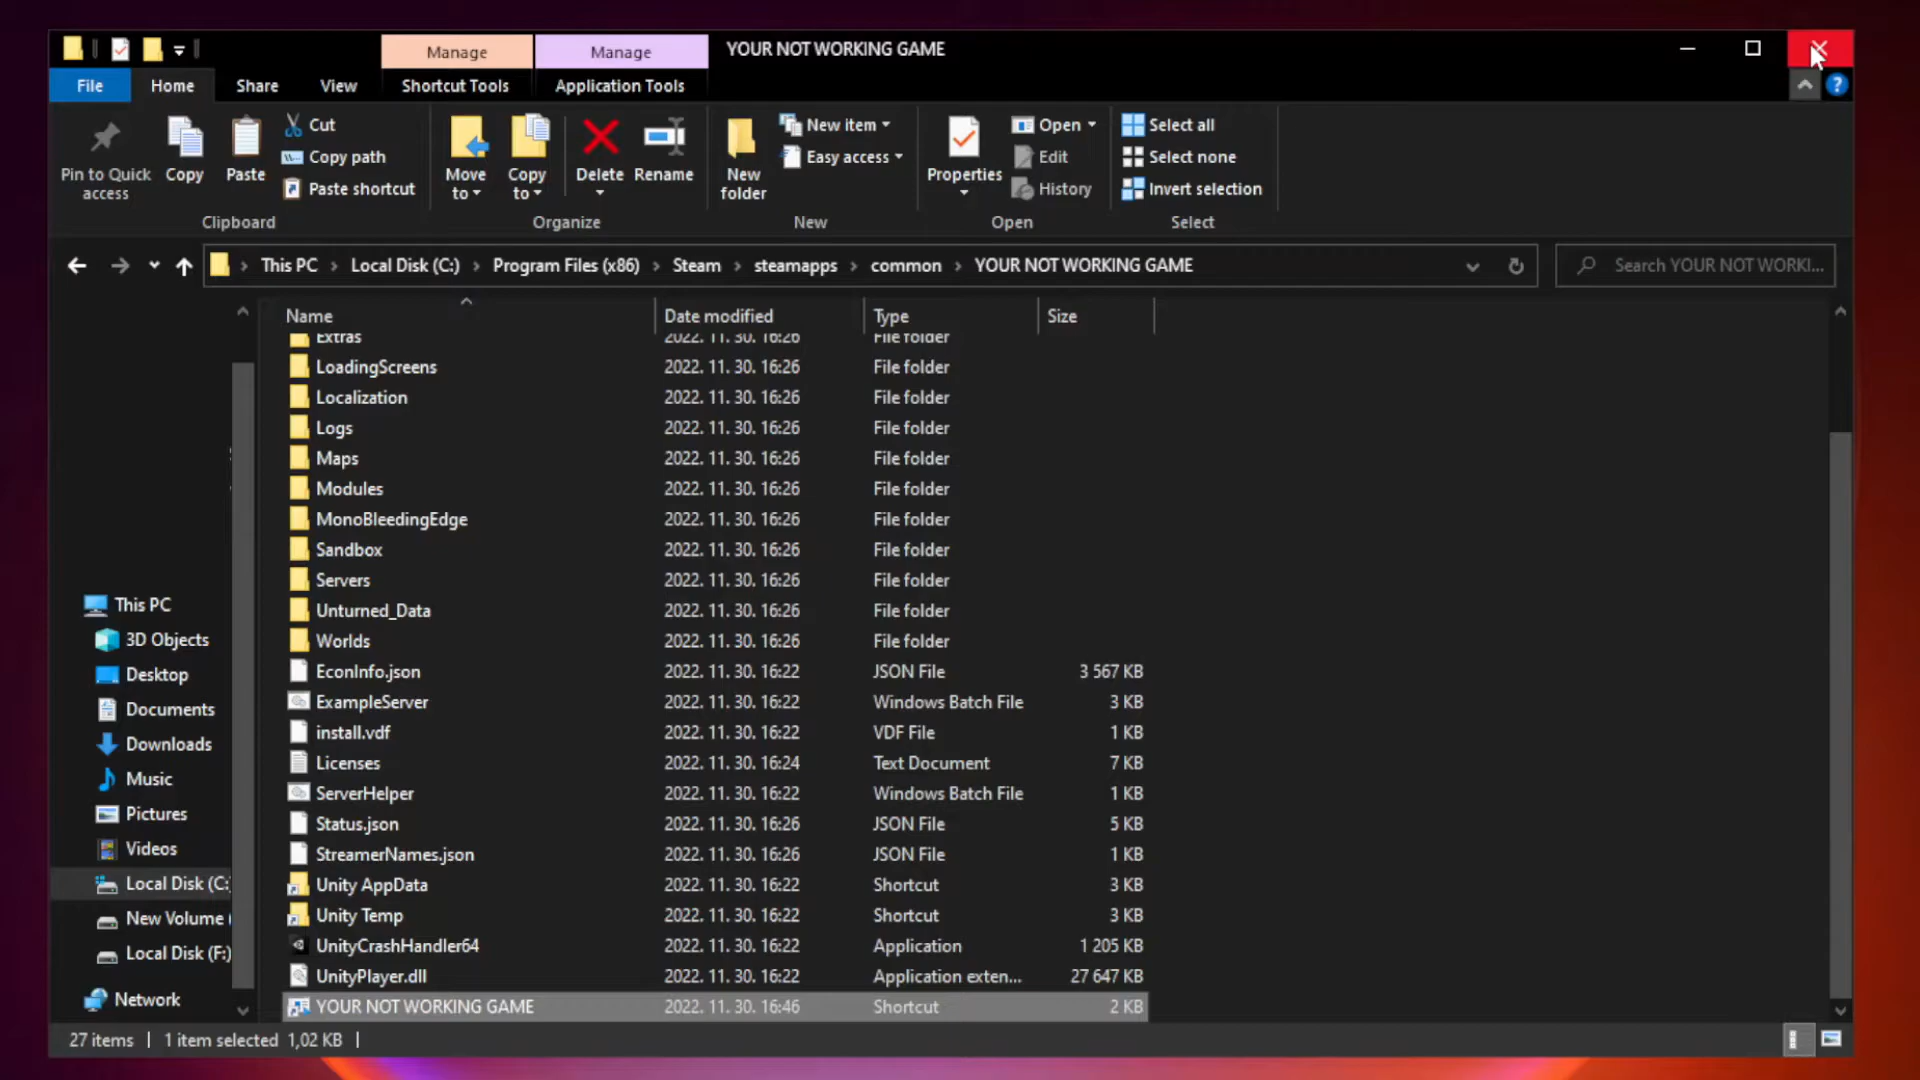 Manage
Manage
YOUR NOT WORKING GAME
File
Home
Share
View
Shortcut Tools
Application Tools
Pin to Quick access
Copy
Paste
Cut
Copy path
Paste shortcut
Clipboard
Move to
Copy to
Delete
Rename
Organize
New folder
New item
Easy access
New
Properties
Open
Edit
History
Open
Select all
Select none
Invert selection
Select
This PC > Local Disk (C:) > Program Files (x86) > Steam > steamapps > common > YOUR NOT WORKING GAME
Search YOUR NOT WORKI...
Name Date modified Type Size
Extras 2022. 11. 30. 16:26 File folder
LoadingScreens 2022. 11. 30. 16:26 File folder
Localization 2022. 11. 30. 16:26 File folder
Logs 2022. 11. 30. 16:26 File folder
Maps 2022. 11. 30. 16:26 File folder
Modules 2022. 11. 30. 16:26 File folder
MonoBleedingEdge 2022. 11. 30. 16:26 File folder
Sandbox 2022. 11. 30. 16:26 File folder
Servers 2022. 11. 30. 16:26 File folder
Unturned_Data 2022. 11. 30. 16:26 File folder
Worlds 2022. 11. 30. 16:26 File folder
EconInfo.json 2022. 11. 30. 16:22 JSON File 3 567 KB
ExampleServer 2022. 11. 30. 16:22 Windows Batch File 3 KB
install.vdf 2022. 11. 30. 16:22 VDF File 1 KB
Licenses 2022. 11. 30. 16:24 Text Document 7 KB
ServerHelper 2022. 11. 30. 16:22 Windows Batch File 1 KB
Status.json 2022. 11. 30. 16:26 JSON File 5 KB
StreamerNames.json 2022. 11. 30. 16:26 JSON File 1 KB
Unity AppData 2022. 11. 30. 16:22 Shortcut 3 KB
Unity Temp 2022. 11. 30. 16:22 Shortcut 3 KB
UnityCrashHandler64 2022. 11. 30. 16:22 Application 1 205 KB
UnityPlayer.dll 2022. 11. 30. 16:22 Application exten... 27 647 KB
YOUR NOT WORKING GAME 2022. 11. 30. 16:46 Shortcut 2 KB
This PC
3D Objects
Desktop
Documents
Downloads
Music
Pictures
Videos
Local Disk (C:)
New Volume (
Local Disk (F:)
Network
27 items
1 item selected 1,02 KB